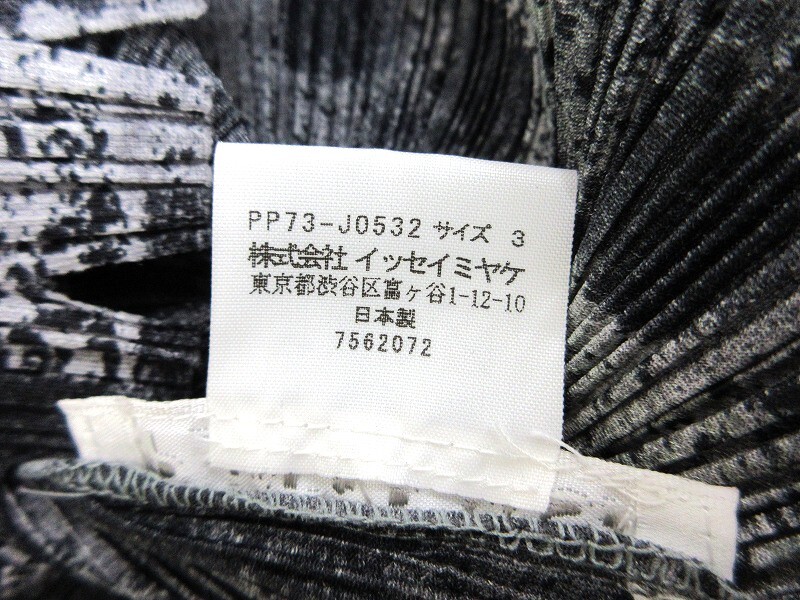 PP73-J0532 サイズ 3
株式会社 イッセイミヤケ
東京都渋谷区富ヶ谷1-12-10
日本製
7562072